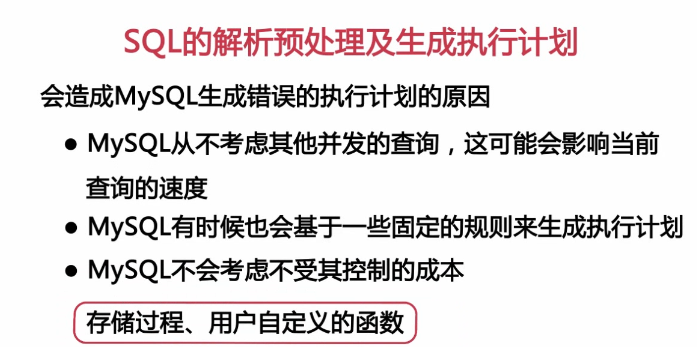 SQL的解析预处理及生成执行计划
会造成MySQL生成错误的执行计划的原因
● MySQL从不考虑其他并发的查询，这可能会影响当前
查询的速度
● MySQL有时候也会基于一些固定的规则来生成执行计划
● MySQL不会考虑不受其控制的成本
存储过程、用户自定义的函数